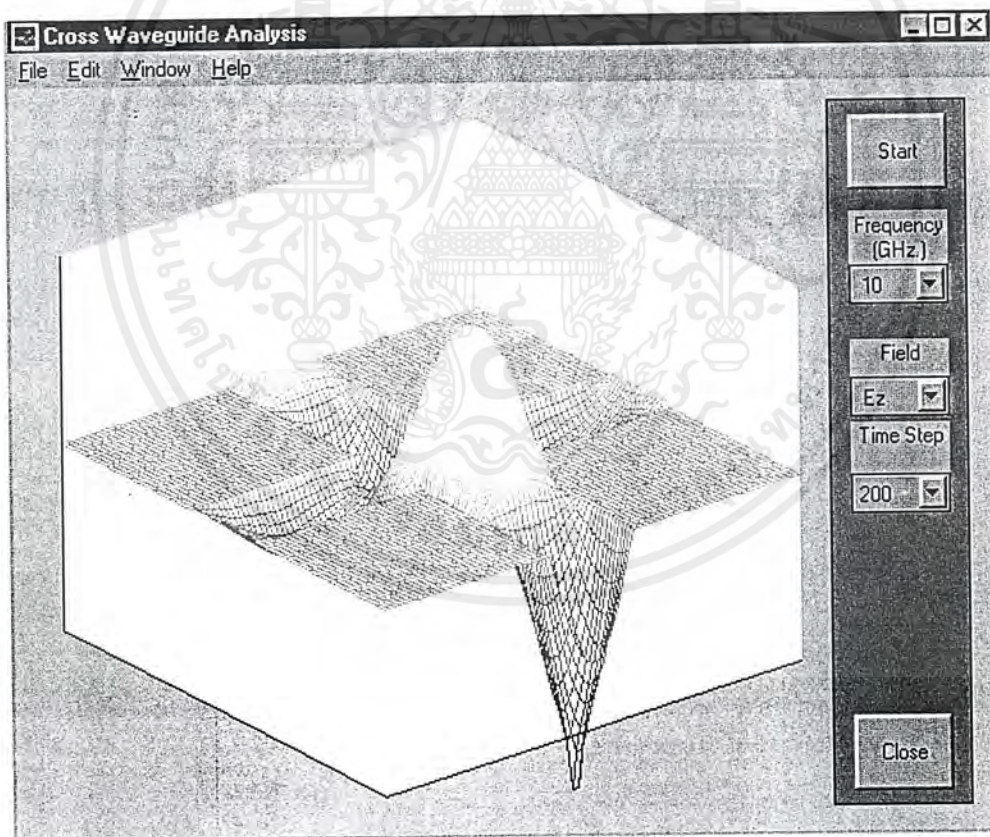 Cross Waveguide Analysis
File Edit Window Help
Start
Frequency
(GHz.)
10
Field
Ez
Time Step
200
Close